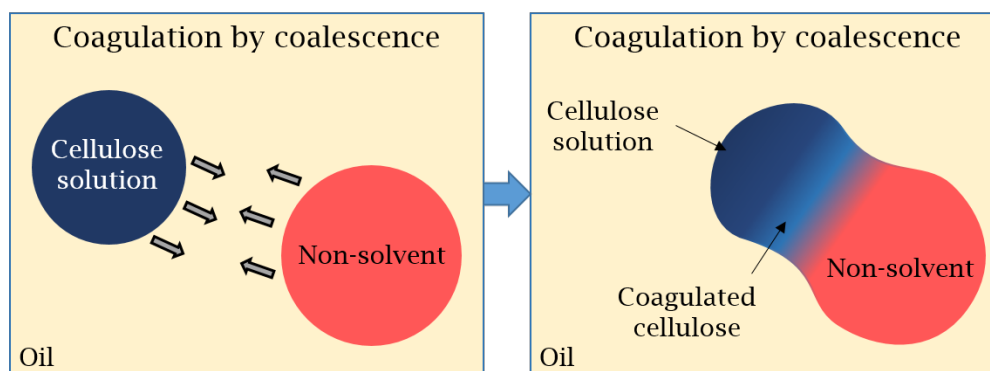 Coagulation by coalescence
Cellulose
solution
Non-solvent
Oil
Coagulation by coalescence
Cellulose
solution
Non-solvent
Coagulated
cellulose
Oil